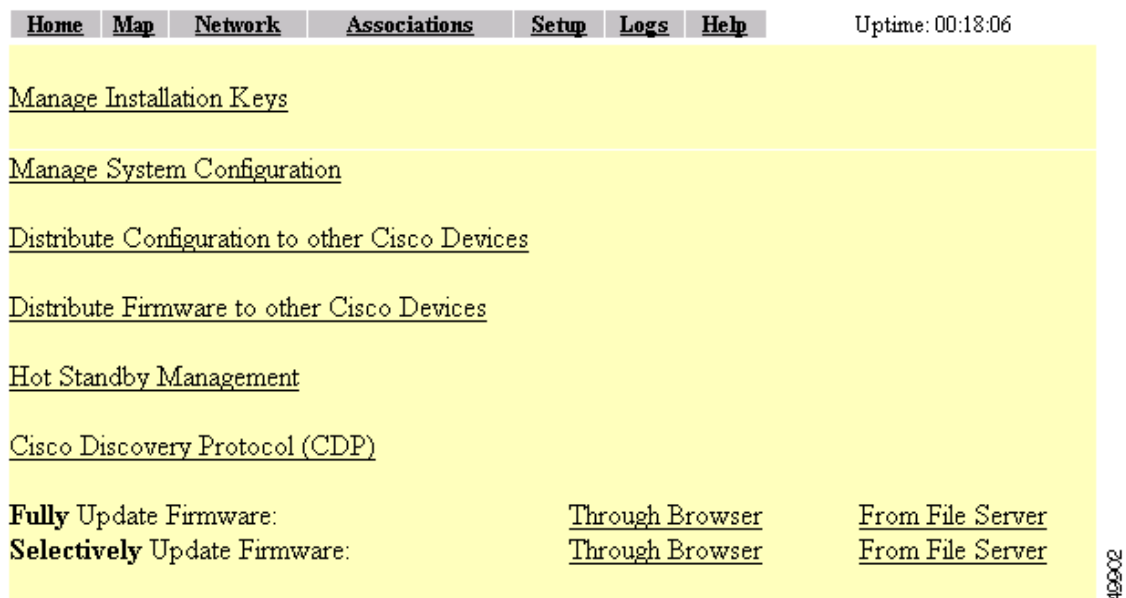 Home Map Network Associations Setup Logs Help Uptime: 00:18:06
Manage Installation Keys
Manage System Configuration
Distribute Configuration to other Cisco Devices
Distribute Firmware to other Cisco Devices
Hot Standby Management
Cisco Discovery Protocol (CDP)
Fully Update Firmware: Through Browser From File Server
Selectively Update Firmware: Through Browser From File Server
49902